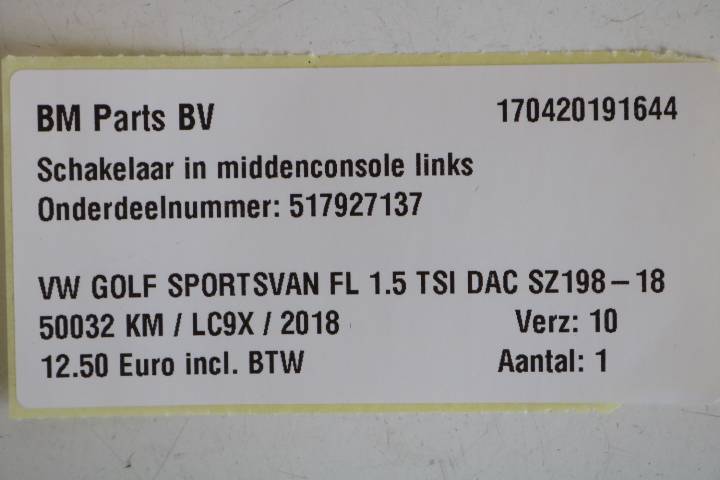 BM Parts BV 170420191644
Schakelaar in middenconsole links
Onderdeelnummer: 517927137
VW GOLF SPORTSVAN FL 1.5 TSI DAC SZ198-18
50032 KM / LC9X / 2018 Verz: 10
12.50 Euro incl. BTW Aantal: 1